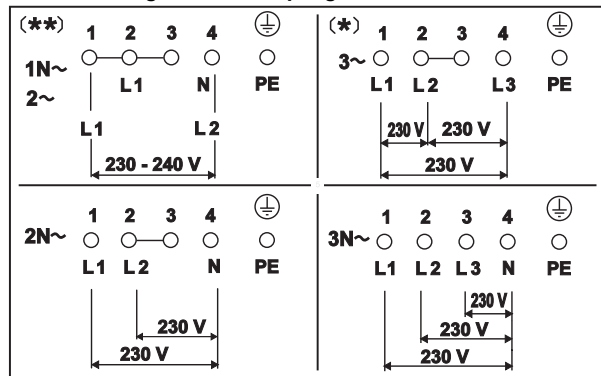 (**) 1 2 3 4
1N~
L1 N PE
2~
L1 L2
230 - 240 V
(*) 1 2 3 4
3~
L1 L2 L3 PE
230 V 230 V
230 V
1 2 3 4
2N~
L1 L2 N PE
230 V
230 V
1 2 3 4
3N~
L1 L2 L3 N PE
230 V
230 V
230 V